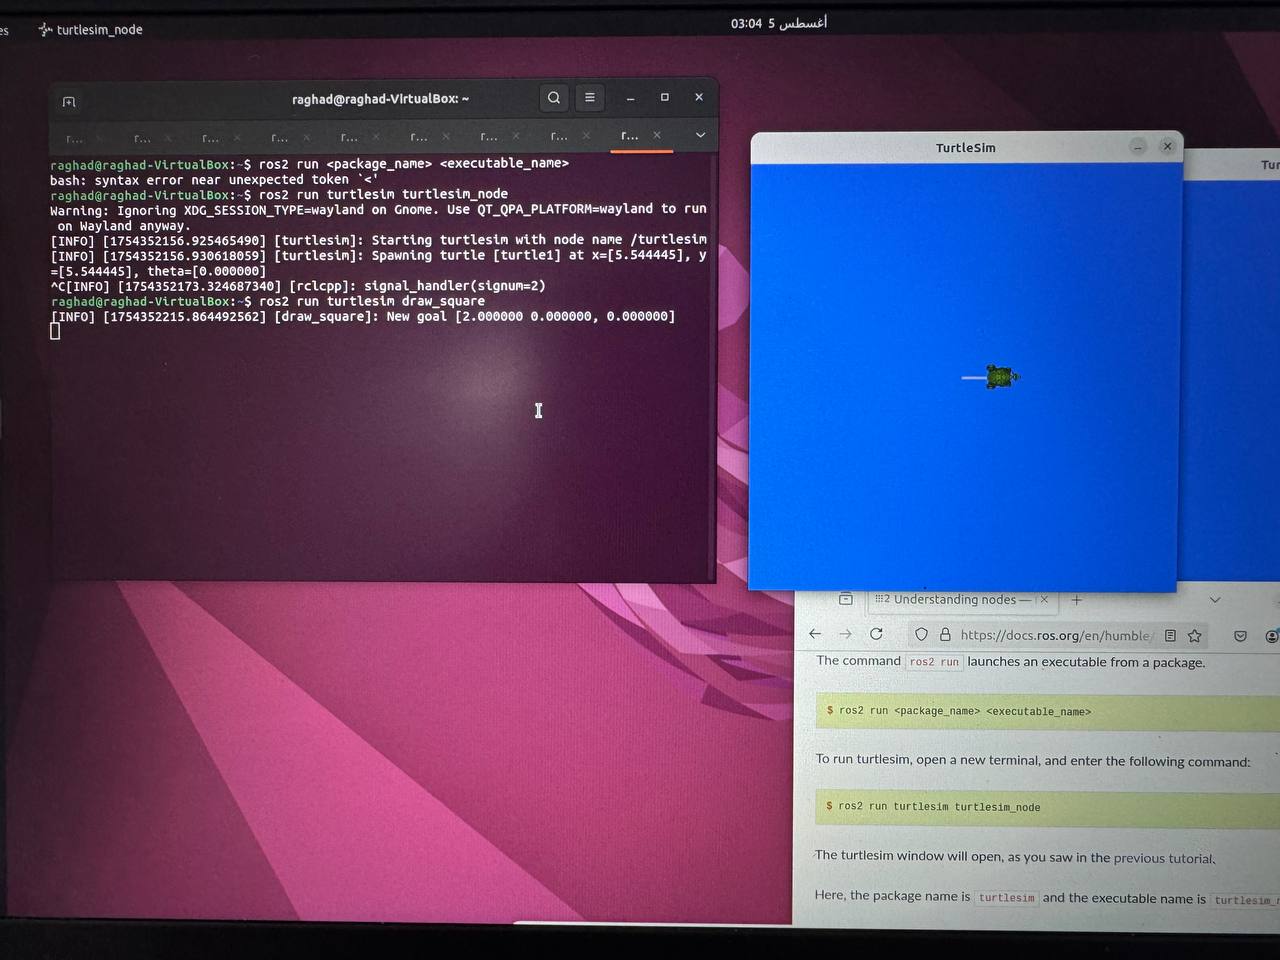 es turtlesim_node
03:04 5 أغسطس
raghad@raghad-VirtualBox: ~
r... r... r... r... r... r... r... r... r...
raghad@raghad-VirtualBox:~$ ros2 run <package_name> <executable_name>
bash: syntax error near unexpected token `<'
raghad@raghad-VirtualBox:~$ ros2 run turtlesim turtlesim_node
Warning: Ignoring XDG_SESSION_TYPE=wayland on Gnome. Use QT_QPA_PLATFORM=wayland to run
on Wayland anyway.
[INFO] [1754352156.925465490] [turtlesim]: Starting turtlesim with node name /turtlesim
[INFO] [1754352156.930618059] [turtlesim]: Spawning turtle [turtle1] at x=[5.544445], y
=[5.544445], theta=[0.000000]
^C[INFO] [1754352173.324687340] [rclcpp]: signal_handler(signum=2)
raghad@raghad-VirtualBox:~$ ros2 run turtlesim draw_square
[INFO] [1754352215.864492562] [draw_square]: New goal [2.000000 0.000000, 0.000000]
TurtleSim
Tur
2 Understanding nodes —
https://docs.ros.org/en/humble/
The command ros2 run launches an executable from a package.
$ ros2 run <package_name> <executable_name>
To run turtlesim, open a new terminal, and enter the following command:
$ ros2 run turtlesim turtlesim_node
The turtlesim window will open, as you saw in the previous tutorial.
Here, the package name is turtlesim and the executable name is turtlesim_n